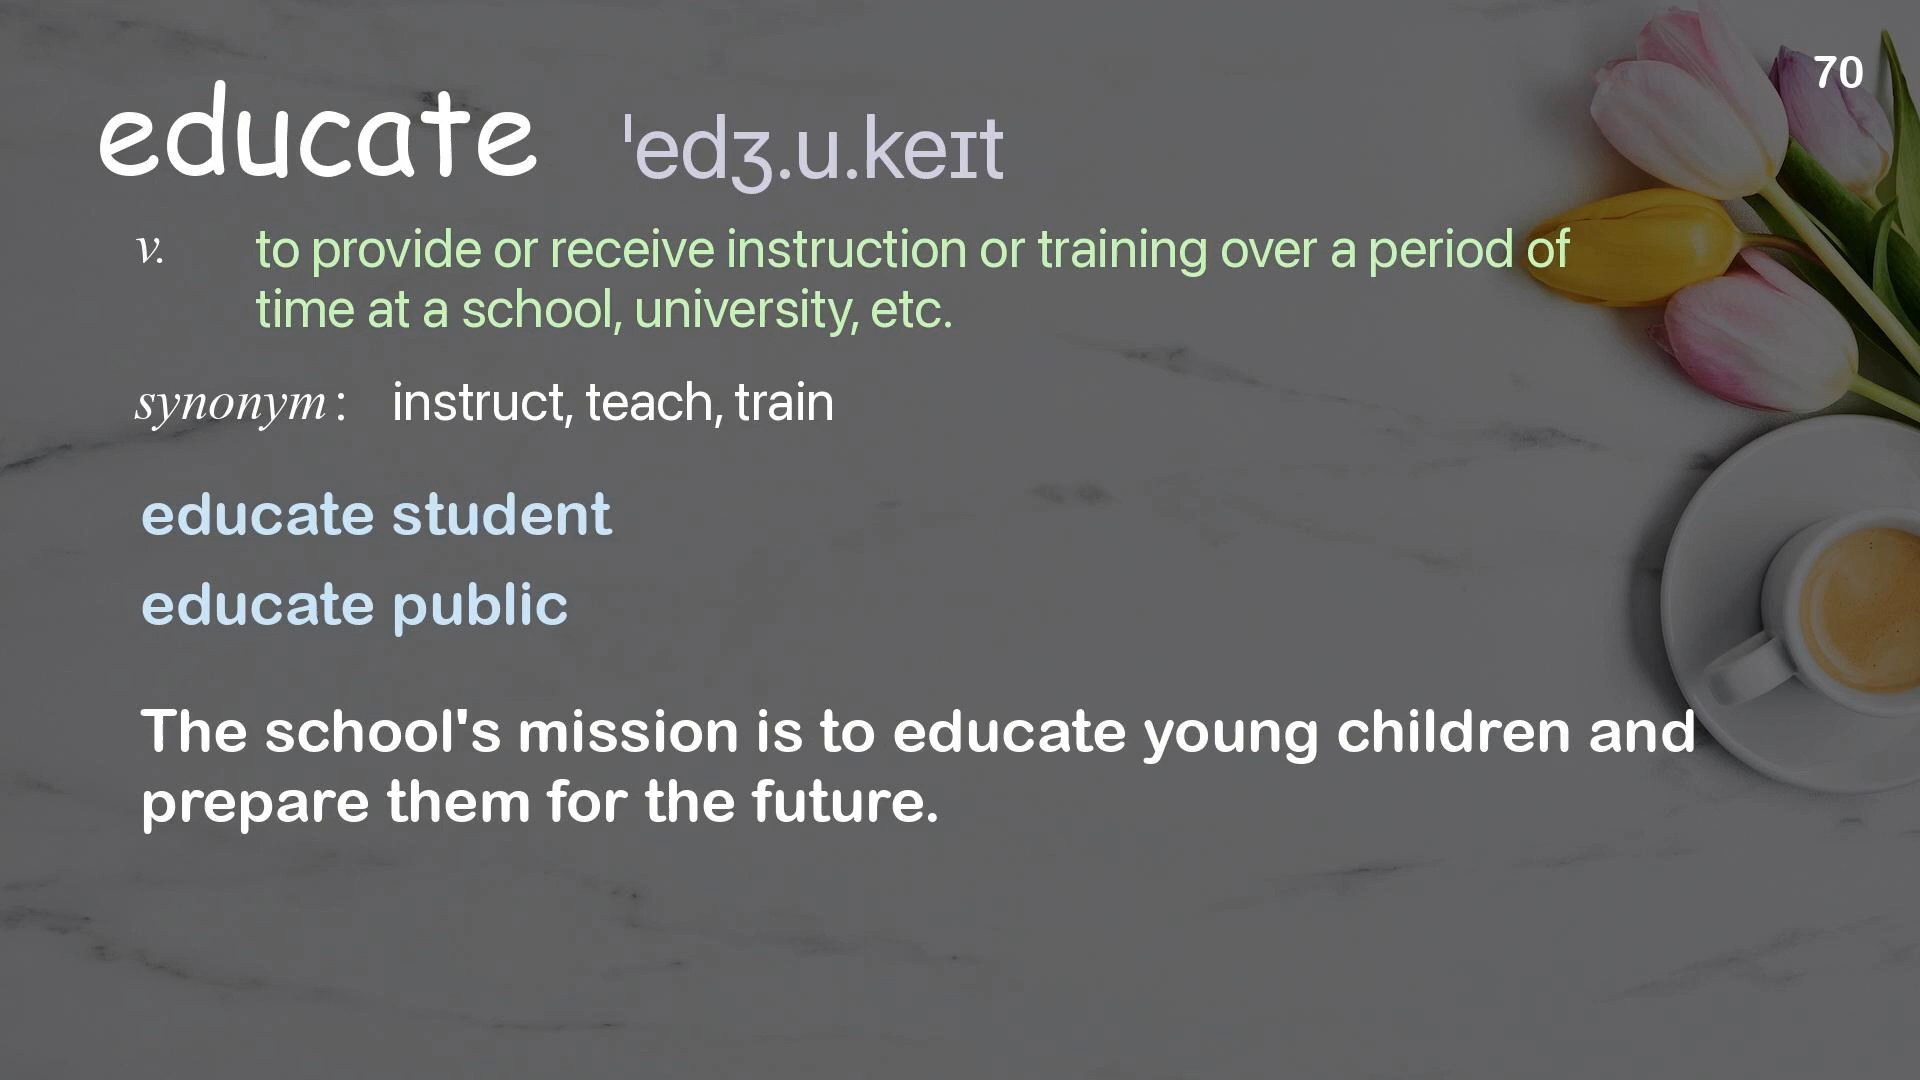 70
educate ˈedʒ.u.keɪt
v. to provide or receive instruction or training over a period of
time at a school, university, etc.
synonym : instruct, teach, train
educate student
educate public
The school's mission is to educate young children and
prepare them for the future.